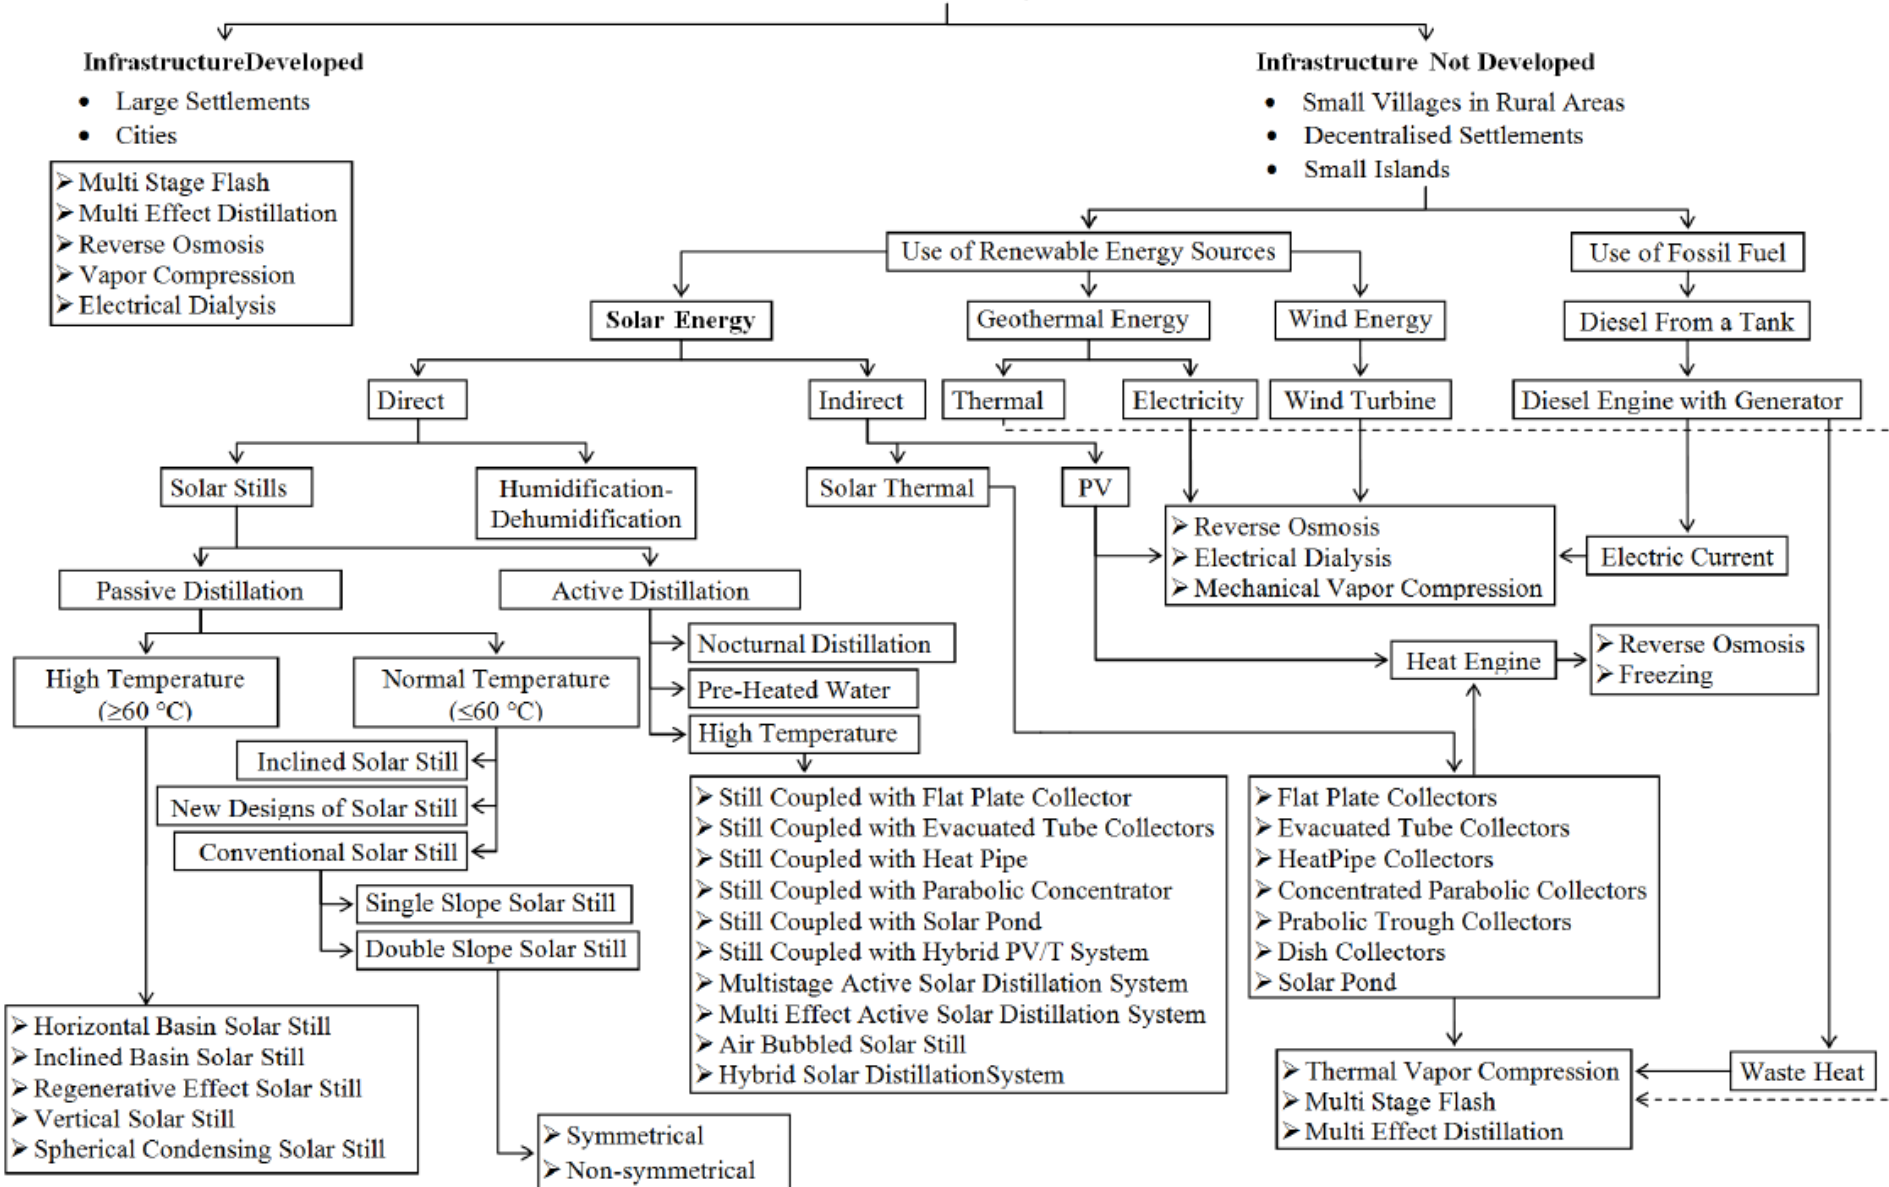 InfrastructureDeveloped
• Large Settlements
• Cities
➢ Multi Stage Flash
➢ Multi Effect Distillation
➢ Reverse Osmosis
➢ Vapor Compression
➢ Electrical Dialysis
Infrastructure Not Developed
• Small Villages in Rural Areas
• Decentralised Settlements
• Small Islands
Use of Renewable Energy Sources
Use of Fossil Fuel
Solar Energy
Geothermal Energy
Wind Energy
Diesel From a Tank
Direct
Indirect
Thermal
Electricity
Wind Turbine
Diesel Engine with Generator
Solar Stills
Humidification-
Dehumidification
Solar Thermal
PV
➢ Reverse Osmosis
➢ Electrical Dialysis
➢ Mechanical Vapor Compression
Electric Current
Passive Distillation
Active Distillation
Nocturnal Distillation
Pre-Heated Water
High Temperature
Heat Engine
➢ Reverse Osmosis
➢ Freezing
High Temperature
(≥60 °C)
Normal Temperature
(≤60 °C)
Inclined Solar Still
New Designs of Solar Still
Conventional Solar Still
Single Slope Solar Still
Double Slope Solar Still
➢ Still Coupled with Flat Plate Collector
➢ Still Coupled with Evacuated Tube Collectors
➢ Still Coupled with Heat Pipe
➢ Still Coupled with Parabolic Concentrator
➢ Still Coupled with Solar Pond
➢ Still Coupled with Hybrid PV/T System
➢ Multistage Active Solar Distillation System
➢ Multi Effect Active Solar Distillation System
➢ Air Bubbled Solar Still
➢ Hybrid Solar DistillationSystem
➢ Flat Plate Collectors
➢ Evacuated Tube Collectors
➢ HeatPipe Collectors
➢ Concentrated Parabolic Collectors
➢ Prabolic Trough Collectors
➢ Dish Collectors
➢ Solar Pond
➢ Horizontal Basin Solar Still
➢ Inclined Basin Solar Still
➢ Regenerative Effect Solar Still
➢ Vertical Solar Still
➢ Spherical Condensing Solar Still
➢ Symmetrical
➢ Non-symmetrical
➢ Thermal Vapor Compression
➢ Multi Stage Flash
➢ Multi Effect Distillation
Waste Heat